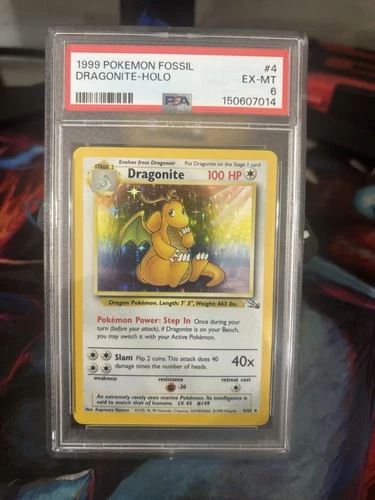 1999 POKEMON FOSSIL #4
DRAGONITE-HOLO EX-MT
6
PSA 150607014
Evolves from Dragonair Put Dragonite on the Stage 1 card
STAGE 2
Dragonite 100 HP
Dragon Pokémon. Length: 7' 3", Weight: 463 lbs.
Pokémon Power: Step In Once during your
turn (before your attack), if Dragonite is on your Bench,
you may switch it with your Active Pokémon.
Slam Flip 2 coins. This attack does 40 40x
damage times the number of heads.
weakness resistance retreat cost
-30
An extremely rarely seen marine Pokémon. Its intelligence is
said to match that of humans. LV. 45 #149
4/62